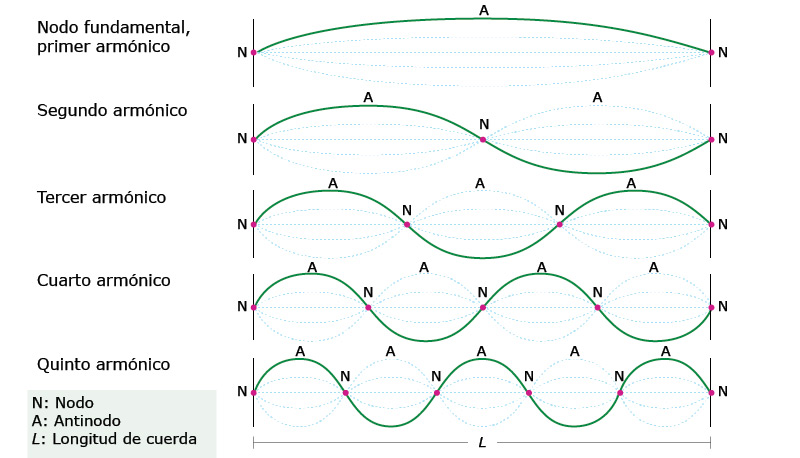 A
Nodo fundamental,
primer armónico
N N
A A
Segundo armónico
N
N N
A A A
Tercer armónico
N N
N N
A A A A
Cuarto armónico
N N N
N N
A A A A A
Quinto armónico
N N N N
N N
N: Nodo
A: Antinodo
L: Longitud de cuerda
L